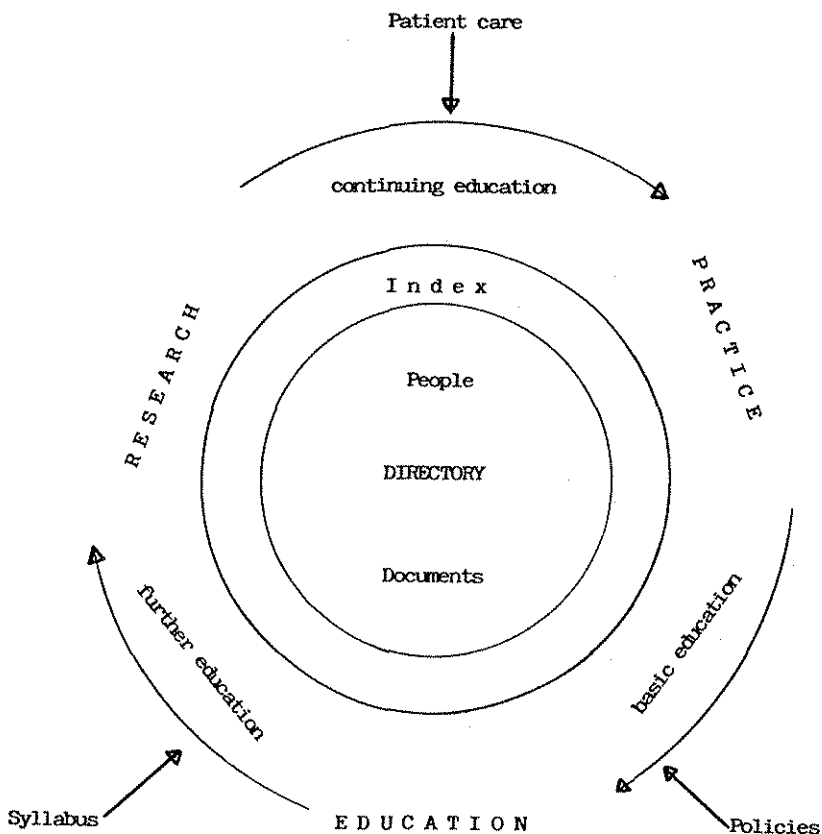 Patient care
continuing education
Index
RESEARCH
PRACTICE
People
DIRECTORY
Documents
further education
basic education
Syllabus
EDUCATION
Policies